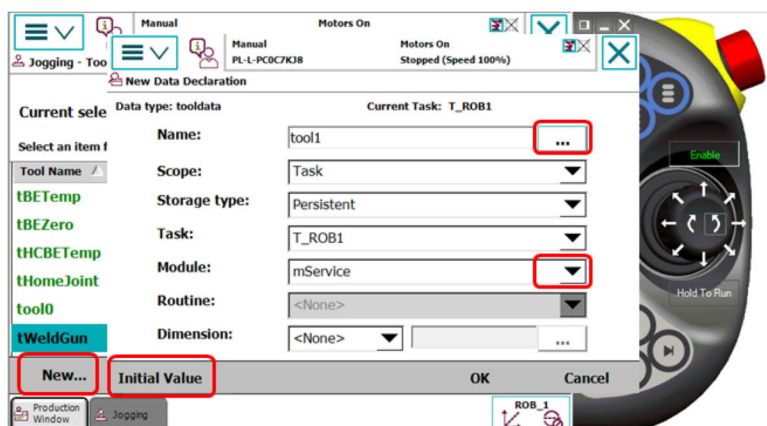 Manual Motors On
Manual Motors On
PL-L-PC0C7KJ8 Stopped (Speed 100%)
Jogging - Too
New Data Declaration
Data type: tooldata Current Task: T_ROB1
Current sele
Name: tool1 ...
Select an item f
Tool Name
Scope: Task
tBETemp
Storage type: Persistent
tBEZero
Task: T_ROB1
tHCBETemp
Module: mService
tHomeJoint
Routine: <None>
tool0
Dimension: <None> ...
tWeldGun
New... Initial Value OK Cancel
Production
Window
Jogging
ROB_1
Enable
Hold To Run